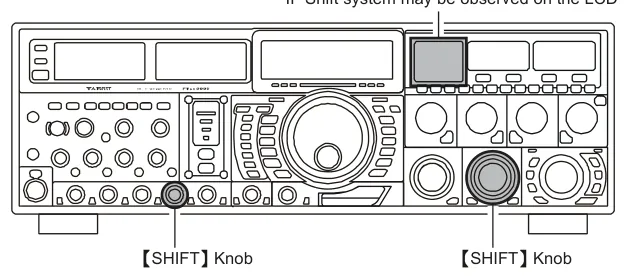 IF Shift system may be observed on the LCD
YAESU
【SHIFT】Knob
【SHIFT】Knob